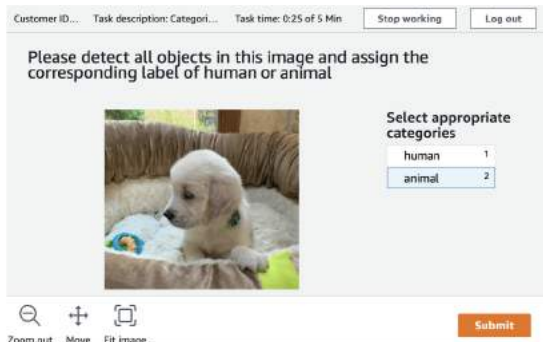 Customer ID... Task description: Categori... Task time: 0:25 of 5 Min Stop working Log out
Please detect all objects in this image and assign the
corresponding label of human or animal
Select appropriate
categories
human 1
animal 2
Zoom out Move Fit image
Submit